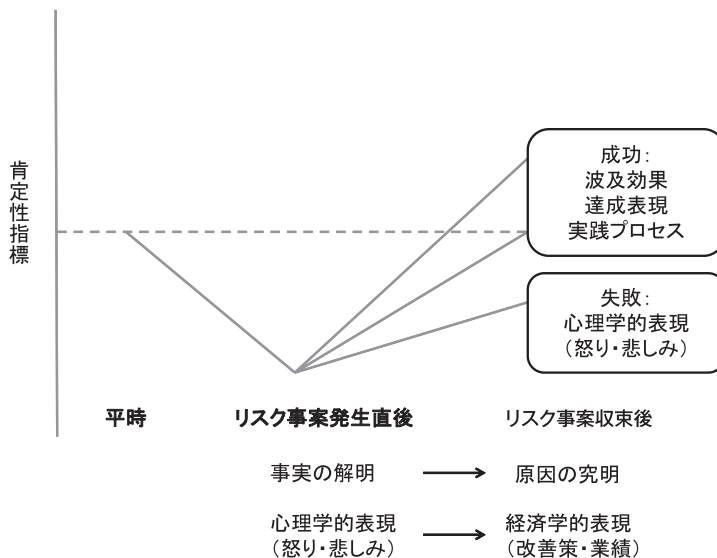 肯定性指標
成功：
波及効果
達成表現
実践プロセス
失敗：
心理学的表現
（怒り・悲しみ）
平時
リスク事案発生直後
リスク事案収束後
事実の解明
原因の究明
心理学的表現
（怒り・悲しみ）
経済学的表現
（改善策・業績）